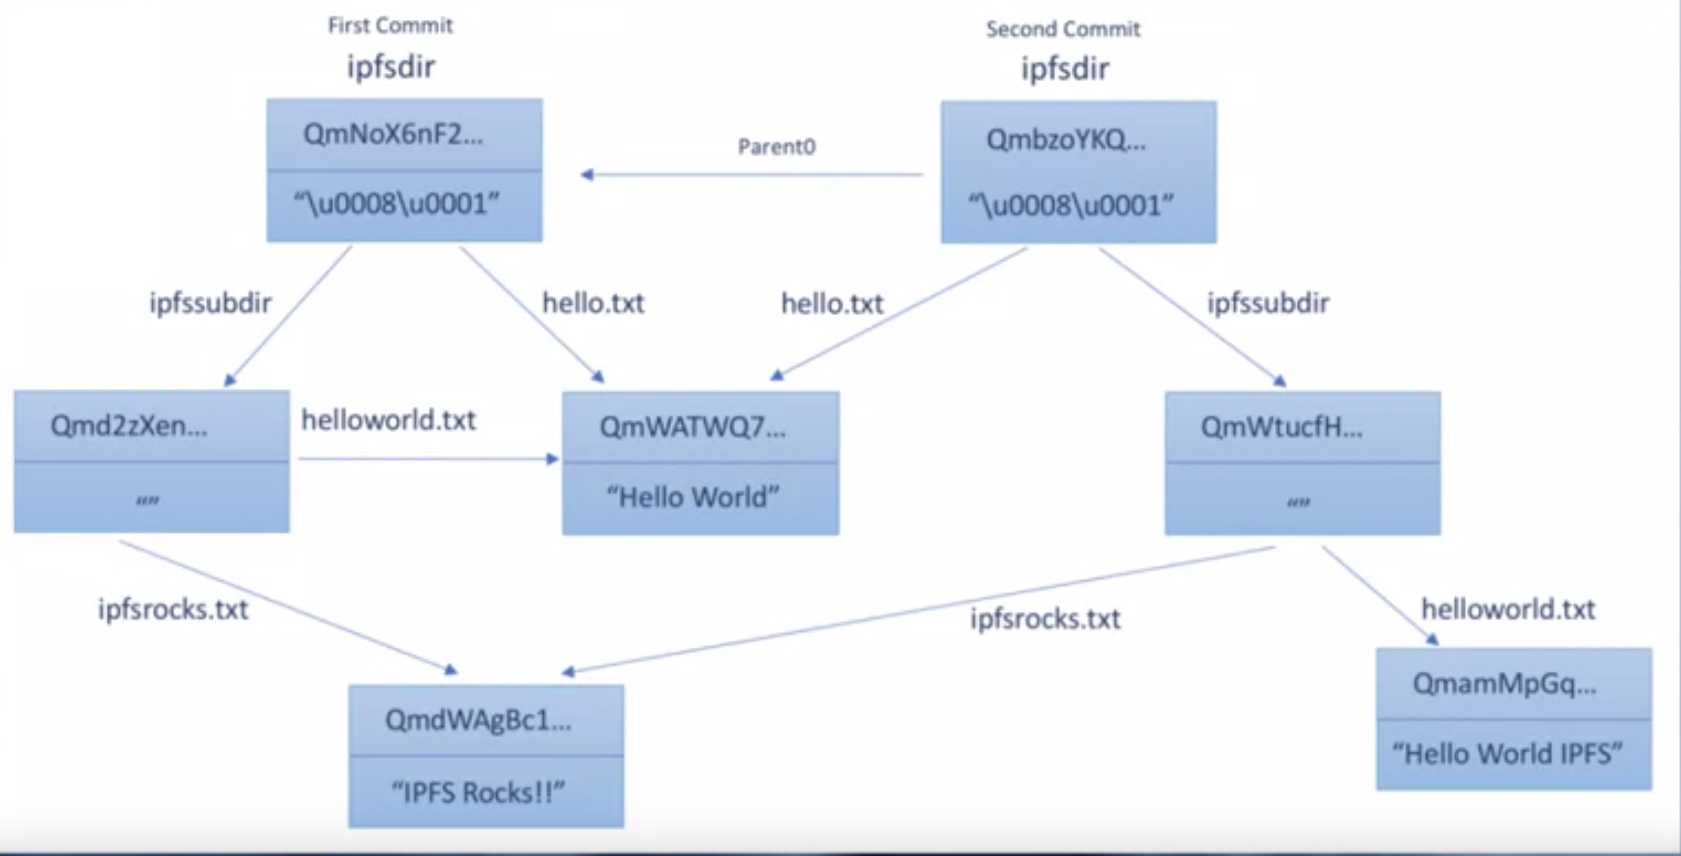 First Commit
ipfsdir
Second Commit
ipfsdir
QmNoX6nF2...
"\u0008\u0001"
Parent0
QmbzoYKQ...
"\u0008\u0001"
ipfssubdir
hello.txt
hello.txt
ipfssubdir
Qmd2zXen...
""
helloworld.txt
QmWATWQ7...
"Hello World"
QmWtucfH...
""
ipfsrocks.txt
ipfsrocks.txt
helloworld.txt
QmdWAgBc1...
"IPFS Rocks!!"
QmamMpGq...
"Hello World IPFS"